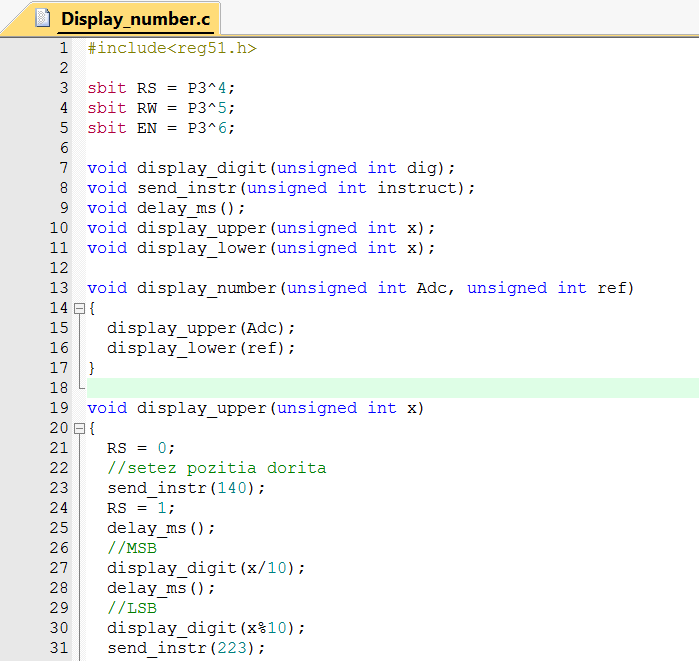 Display_number.c
1 #include<reg51.h>
2
3 sbit RS = P3^4;
4 sbit RW = P3^5;
5 sbit EN = P3^6;
6
7 void display_digit(unsigned int dig);
8 void send_instr(unsigned int instruct);
9 void delay_ms();
10 void display_upper(unsigned int x);
11 void display_lower(unsigned int x);
12
13 void display_number(unsigned int Adc, unsigned int ref)
14 {
15 display_upper(Adc);
16 display_lower(ref);
17 }
18
19 void display_upper(unsigned int x)
20 {
21 RS = 0;
22 //setez pozitia dorita
23 send_instr(140);
24 RS = 1;
25 delay_ms();
26 //MSB
27 display_digit(x/10);
28 delay_ms();
29 //LSB
30 display_digit(x%10);
31 send_instr(223);